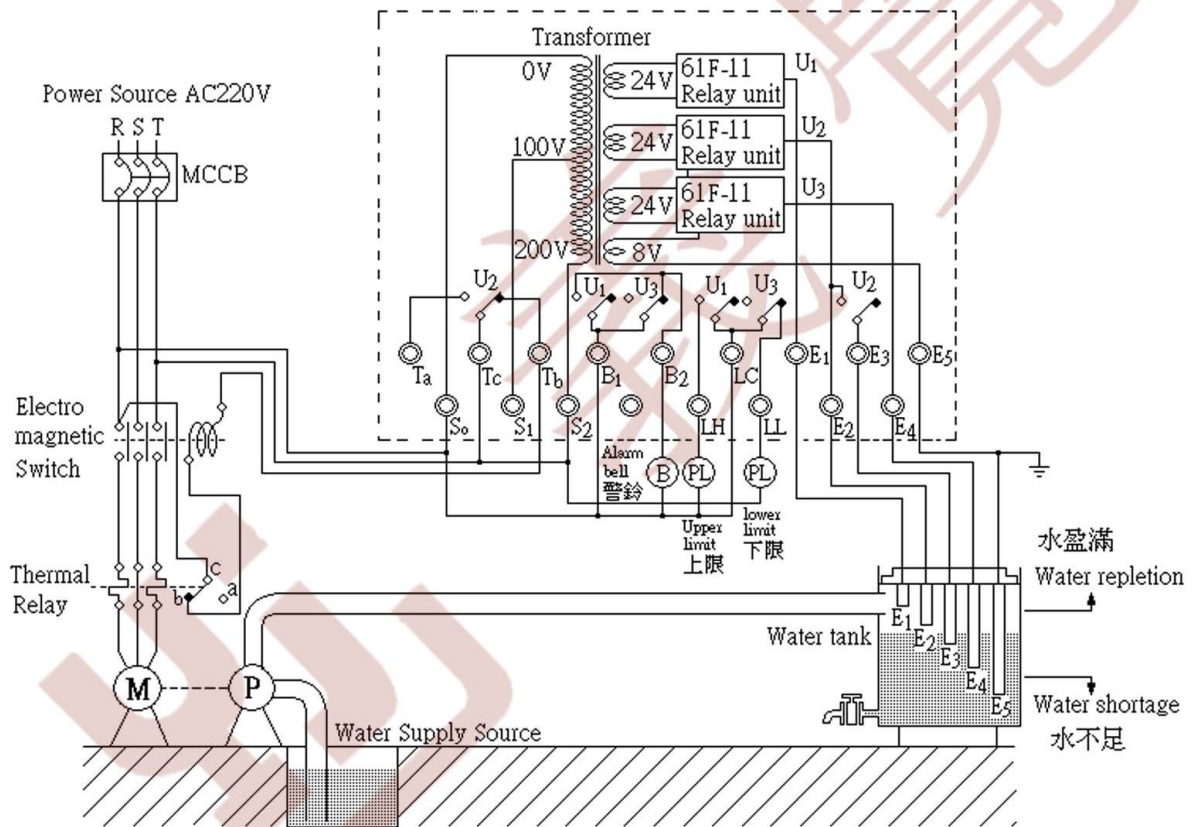 Transformer
0V
24V
61F-11
Relay unit
U1
Power Source AC220V
R S T
MCCB
100V
24V
61F-11
Relay unit
U2
24V
61F-11
Relay unit
U3
200V
8V
U2
U1
U3
U1
U3
U2
Ta
Tc
Tb
B1
B2
LC
E1
E3
E5
S0
S1
S2
LH
LL
E2
E4
Electro
magnetic
Switch
Alarm
bell
警鈴
B
PL
PL
Upper
limit
上限
lower
limit
下限
Thermal
Relay
c
b
a
水盈滿
Water repletion
Water tank
E1
E2
E3
E4
E5
M
P
Water shortage
水不足
Water Supply Source